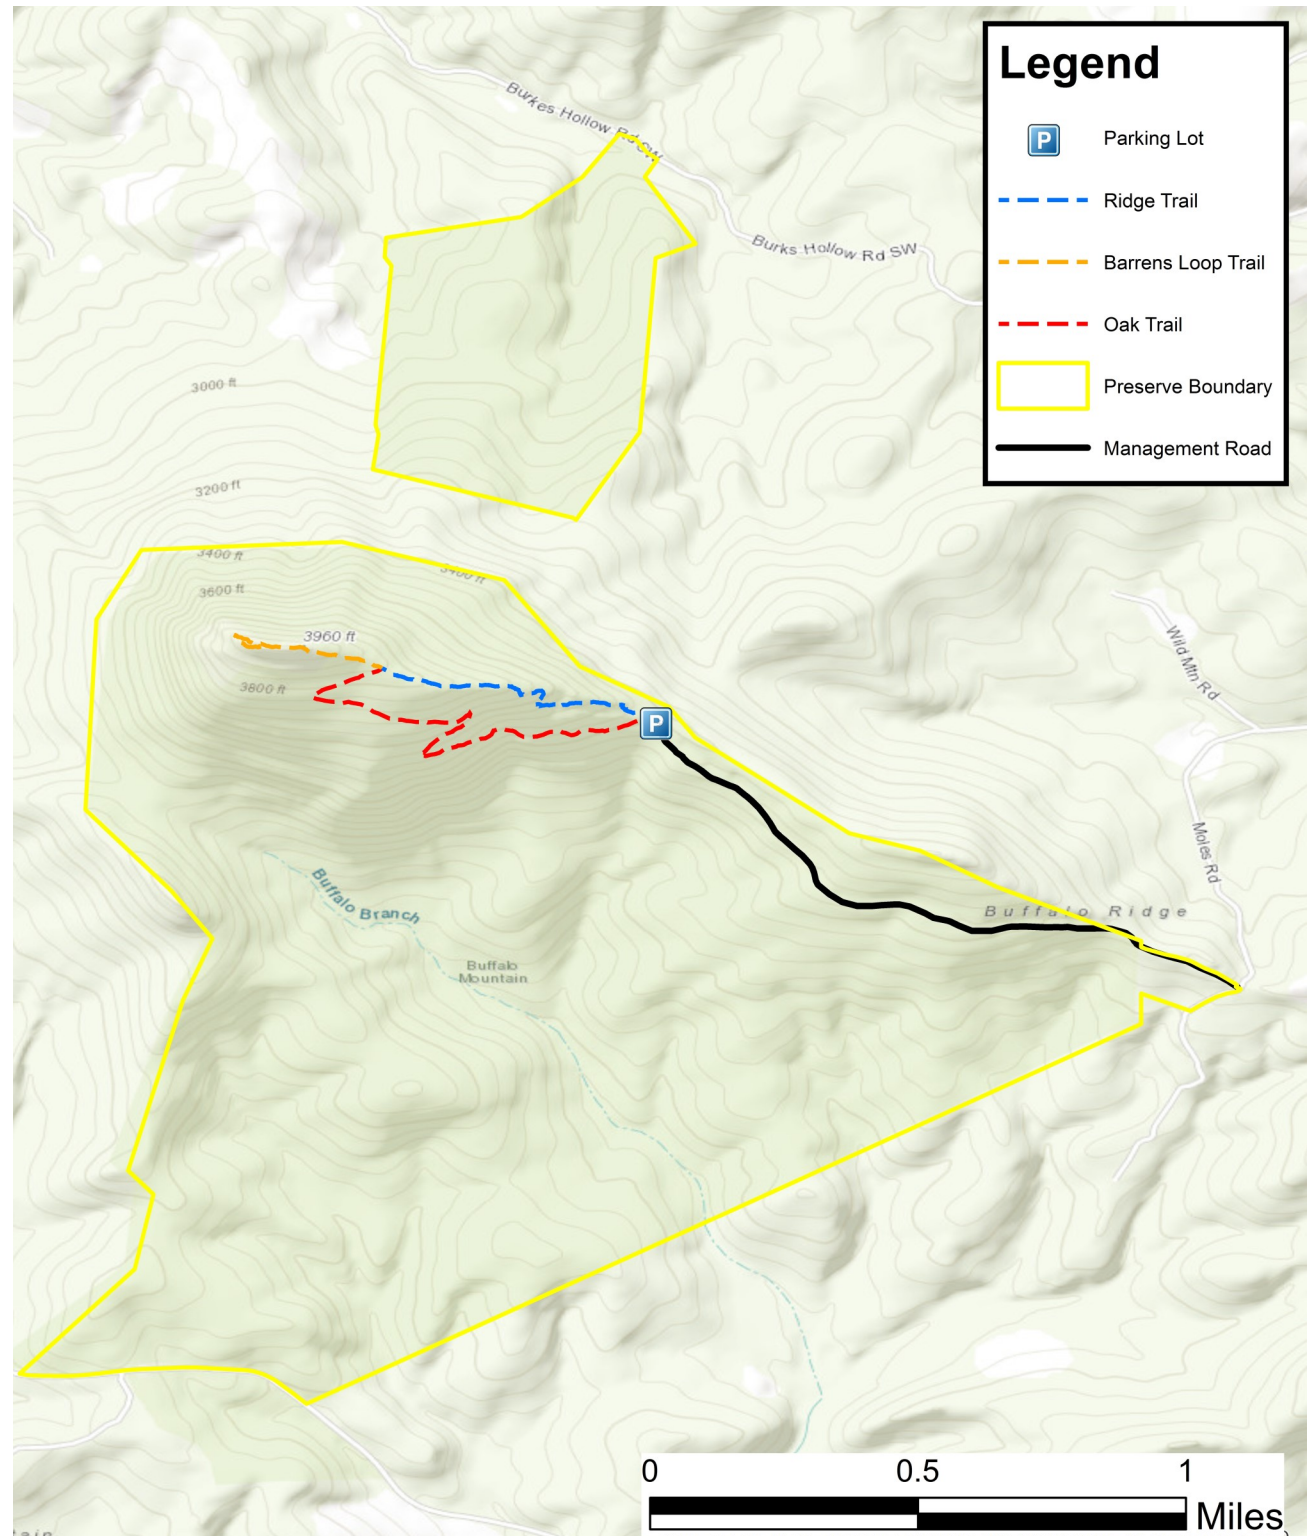 Legend
P
Parking Lot
Ridge Trail
Barrens Loop Trail
Oak Trail
Preserve Boundary
Management Road
Burkes Hollow Rd SW
Burks Hollow Rd SW
3000 ft
3200 ft
3400 ft
3400 ft
3600 ft
3960 ft
3800 ft
Wild Mtn Rd
P
Moles Rd
Buffalo Branch
Buffalo Ridge
Buffalo
Mountain
0 0.5 1
Miles